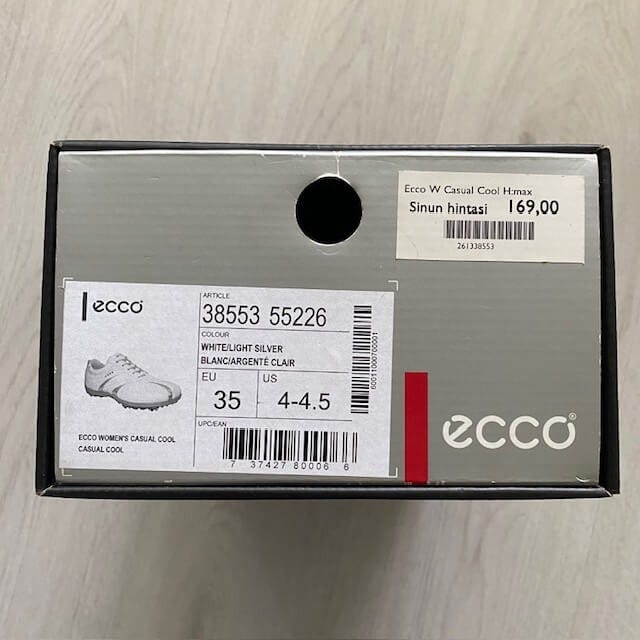 Ecco W Casual Cool H:max
Sinun hintasi 169,00
261338553
ecco
ARTICLE
38553 55226
COLOUR
WHITE/LIGHT SILVER
BLANC/ARGENTÉ CLAIR
EU US
35 4-4.5
UPC/EAN
7 37427 80006 6
ECCO WOMEN'S CASUAL COOL
CASUAL COOL
60011000700001
ecco®